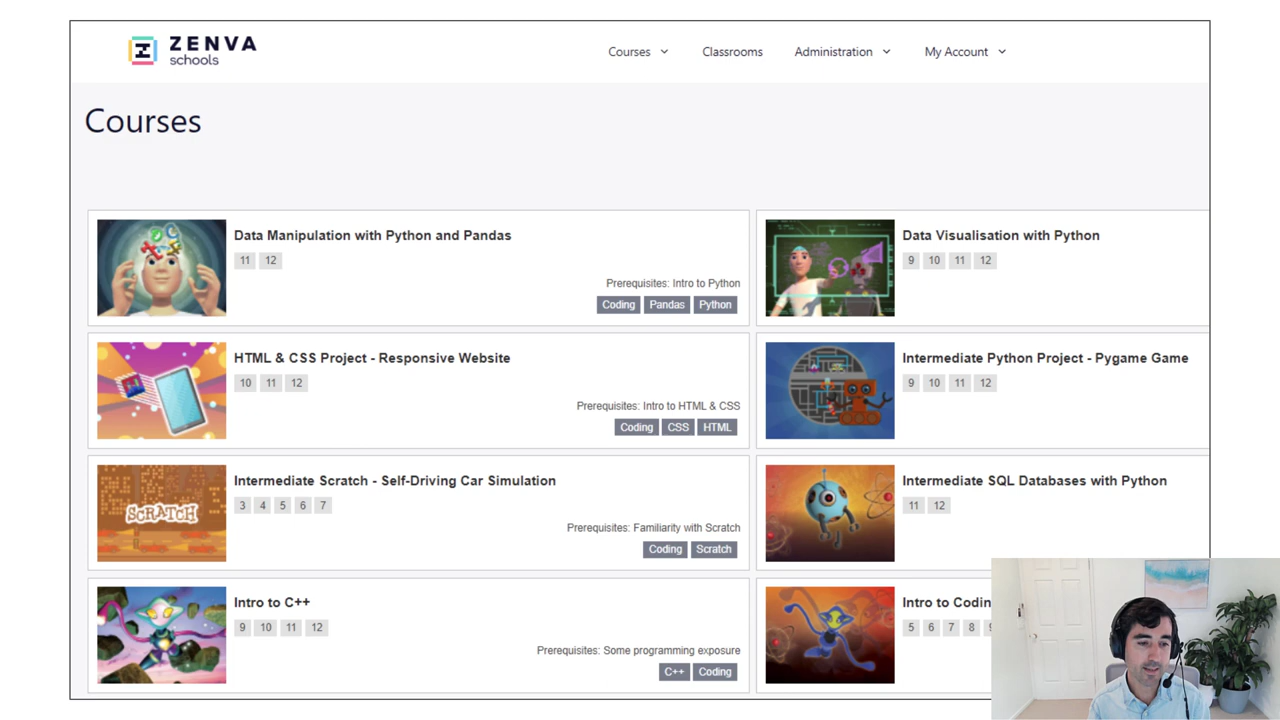 ZENVA
schools
Courses
Classrooms
Administration
My Account
Courses
Data Manipulation with Python and Pandas
11 12
Prerequisites: Intro to Python
Coding Pandas Python
Data Visualisation with Python
9 10 11 12
HTML & CSS Project - Responsive Website
10 11 12
Prerequisites: Intro to HTML & CSS
Coding CSS HTML
Intermediate Python Project - Pygame Game
9 10 11 12
SCRATCH
Intermediate Scratch - Self-Driving Car Simulation
3 4 5 6 7
Prerequisites: Familiarity with Scratch
Coding Scratch
Intermediate SQL Databases with Python
11 12
Intro to C++
9 10 11 12
Prerequisites: Some programming exposure
C++ Coding
Intro to Codin
5 6 7 8